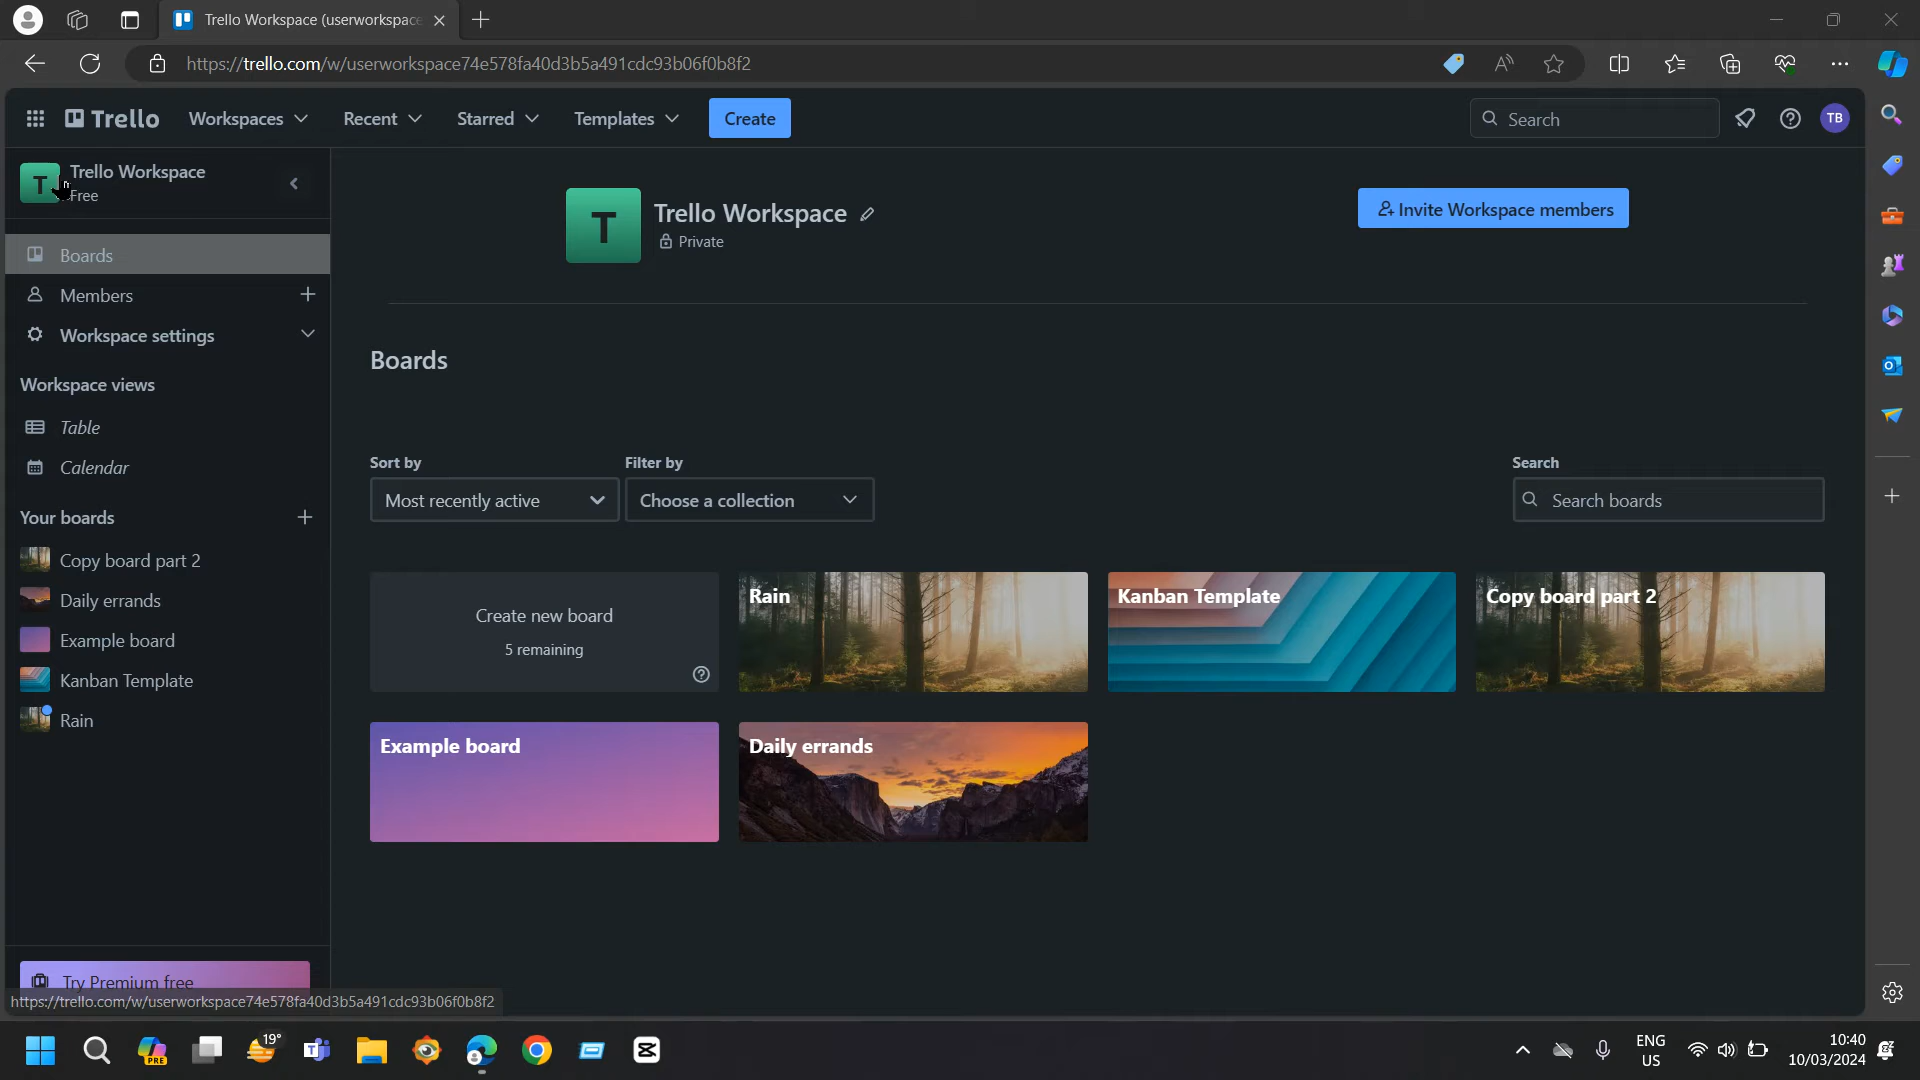 Trello Workspace (userworkspace
https://trello.com/w/userworkspace74e578fa40d3b5a491cdc93b06f0b8f2
Trello
Workspaces
Recent
Starred
Templates
Create
Search
TB
T
Trello Workspace
Free
Boards
Members
Workspace settings
Workspace views
Table
Calendar
Your boards
Copy board part 2
Daily errands
Example board
Kanban Template
Rain
Try Premium free
https://trello.com/w/userworkspace74e578fa40d3b5a491cdc93b06f0b8f2
T
Trello Workspace
Private
Invite Workspace members
Boards
Sort by
Filter by
Search
Most recently active
Choose a collection
Search boards
Create new board
5 remaining
Rain
Kanban Template
Copy board part 2
Example board
Daily errands
PRE
19°
ENG
US
10:40
10/03/2024